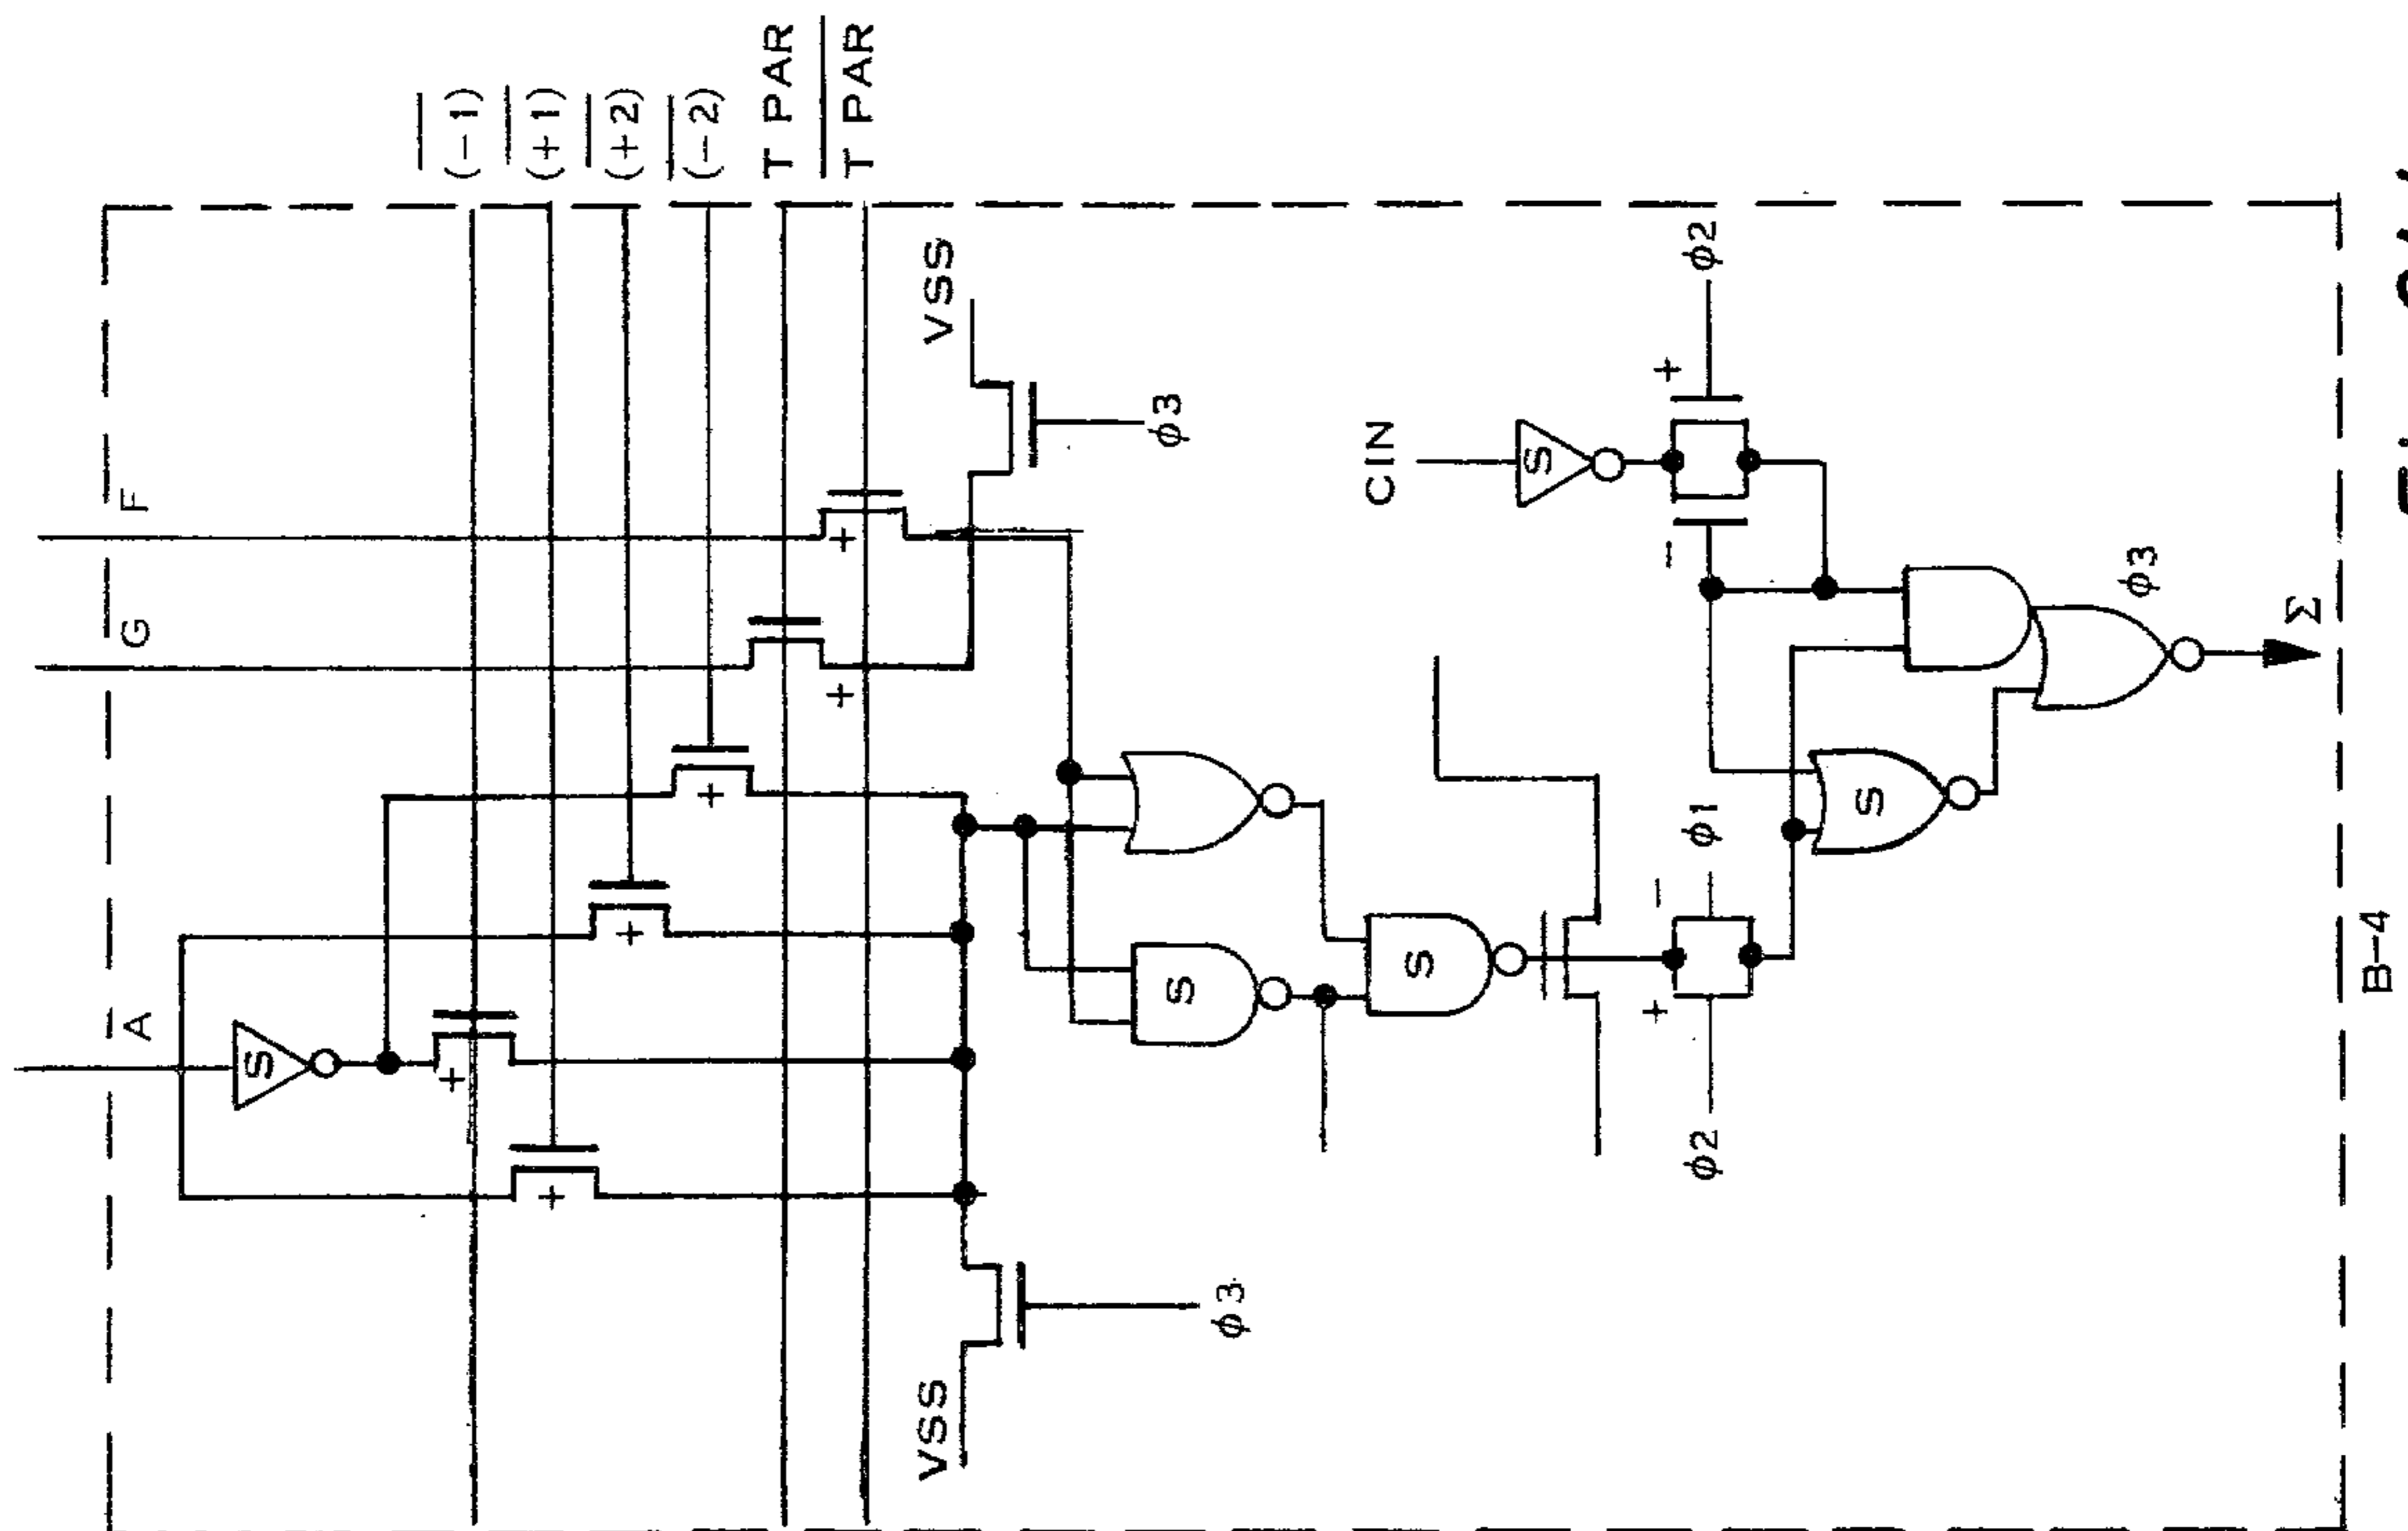 A
G
F
(-1)
(+1)
(+2)
(-2)
T PAR
T PAR
S
+
+
+
+
+
+
VSS
VSS
φ3
φ3
S
S
CIN
S
+
-
φ2
+
-
φ2
φ1
S
φ3
Σ
B-4